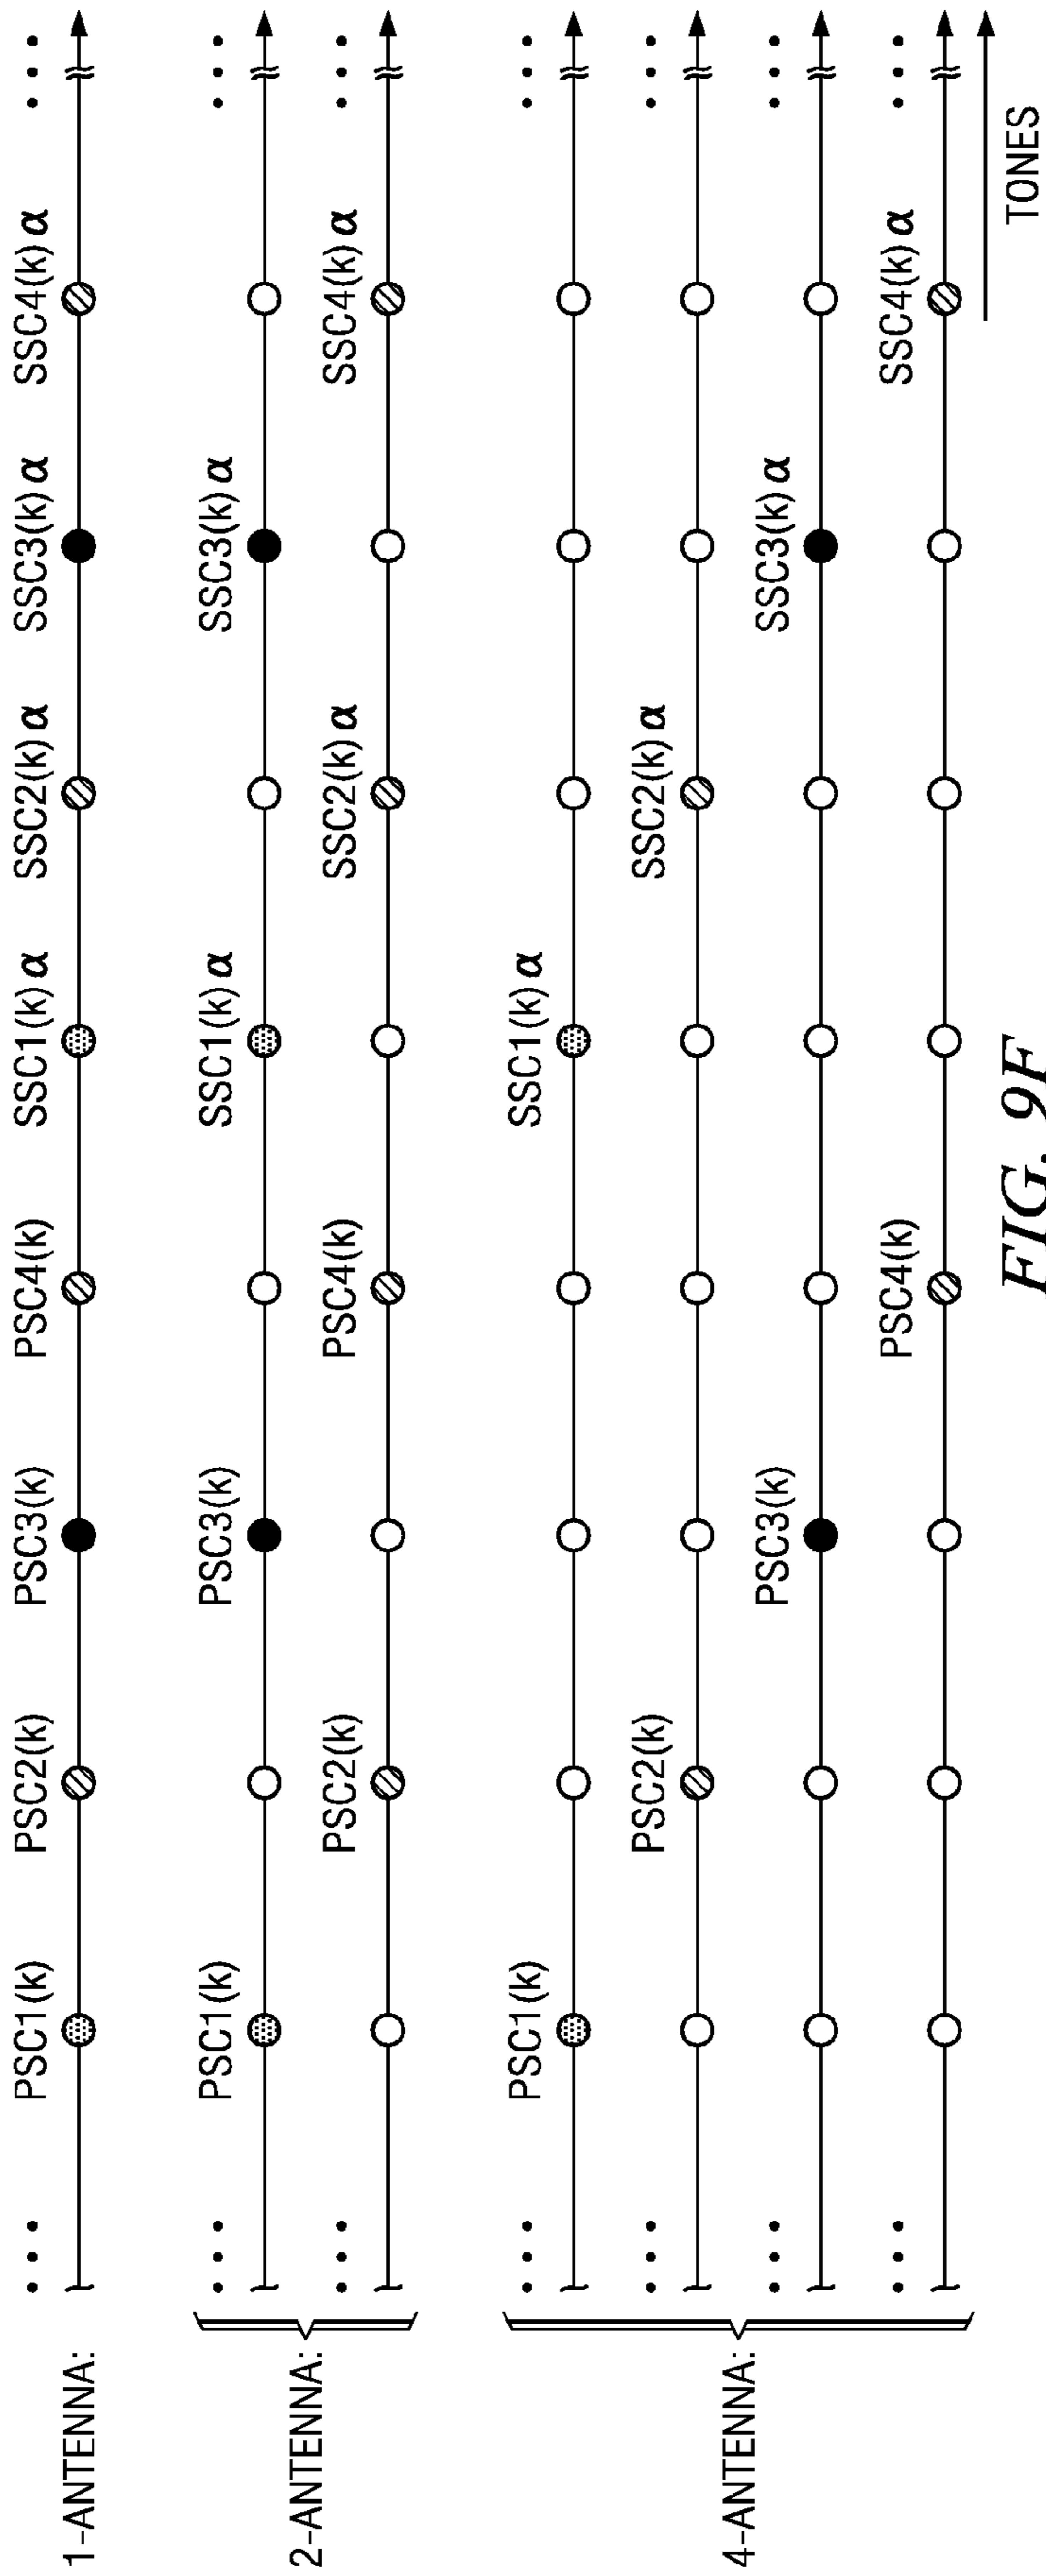 1-ANTENNA:
PSC1(k) PSC2(k) PSC3(k) PSC4(k) SSC1(k) α SSC2(k) α SSC3(k) α SSC4(k) α
2-ANTENNA:
PSC1(k) PSC3(k) SSC1(k) α SSC3(k) α
PSC2(k) PSC4(k) SSC2(k) α SSC4(k) α
4-ANTENNA:
PSC1(k) SSC1(k) α
PSC2(k) SSC2(k) α
PSC3(k) SSC3(k) α
PSC4(k) SSC4(k) α
TONES
FIG. 9F